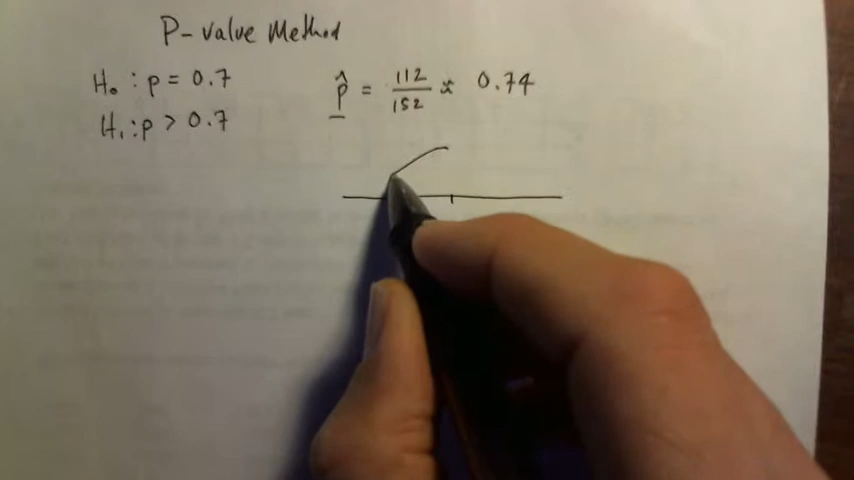 P-value Method
H₀ : p = 0.7
p̂ = 112/152 ≈ 0.74
H₁ : p > 0.7